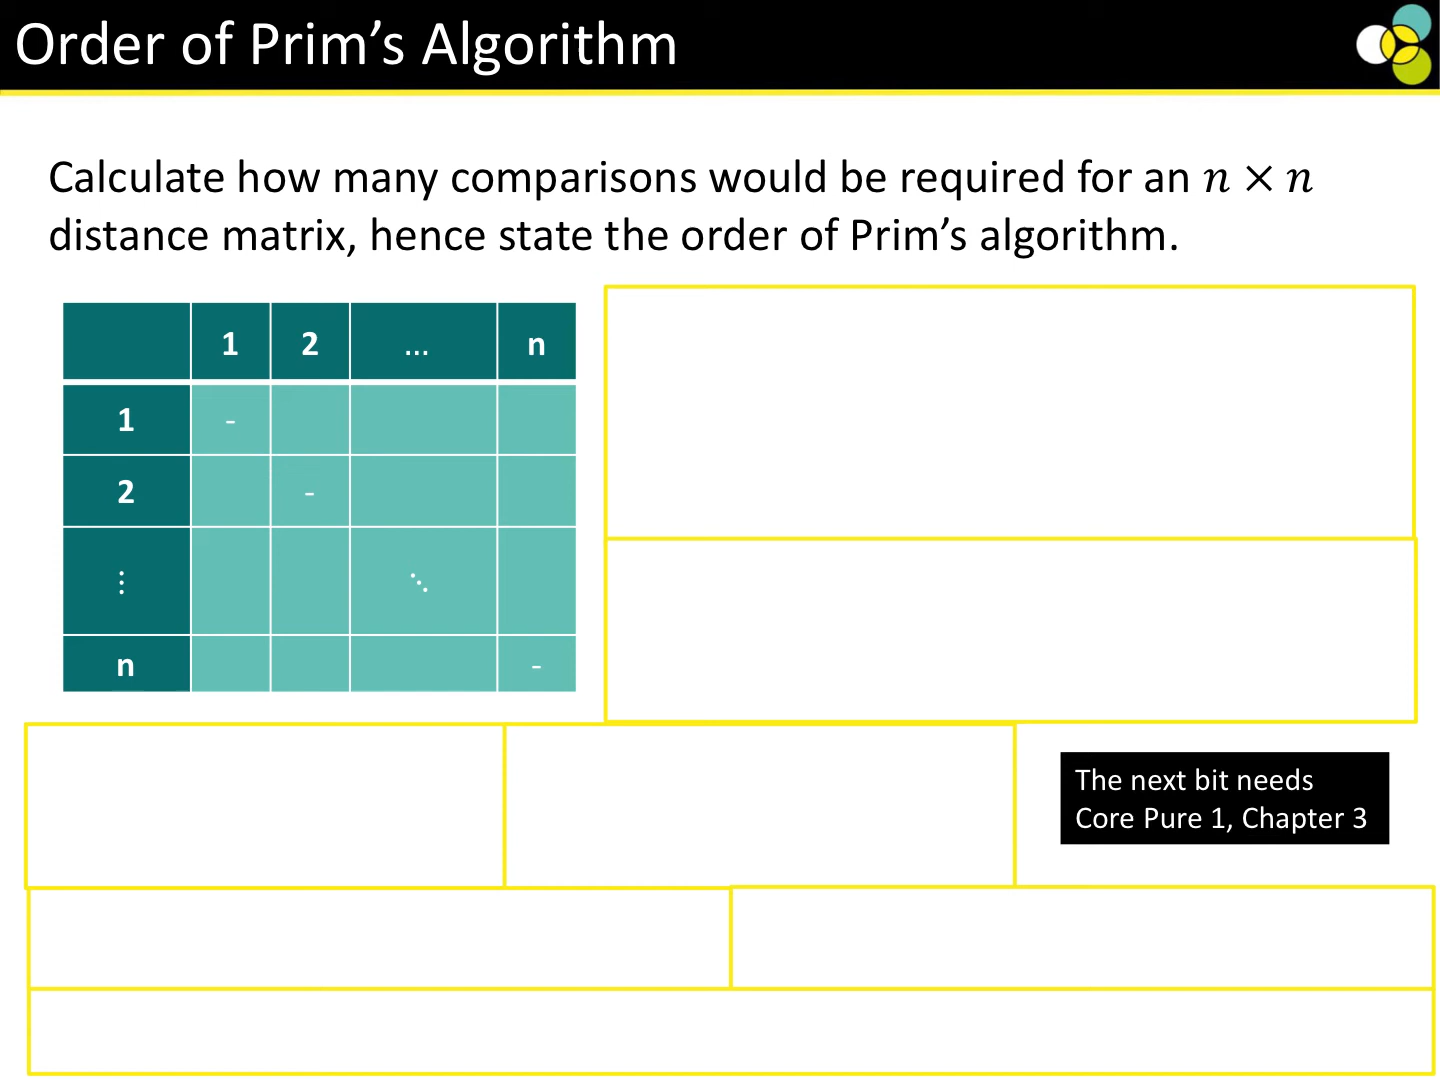 Order of Prim’s Algorithm
Calculate how many comparisons would be required for an 𝑛 × 𝑛
distance matrix, hence state the order of Prim’s algorithm.
1 2 … n
1 -
2 -
⋮ ⋱
n -
The next bit needs
Core Pure 1, Chapter 3